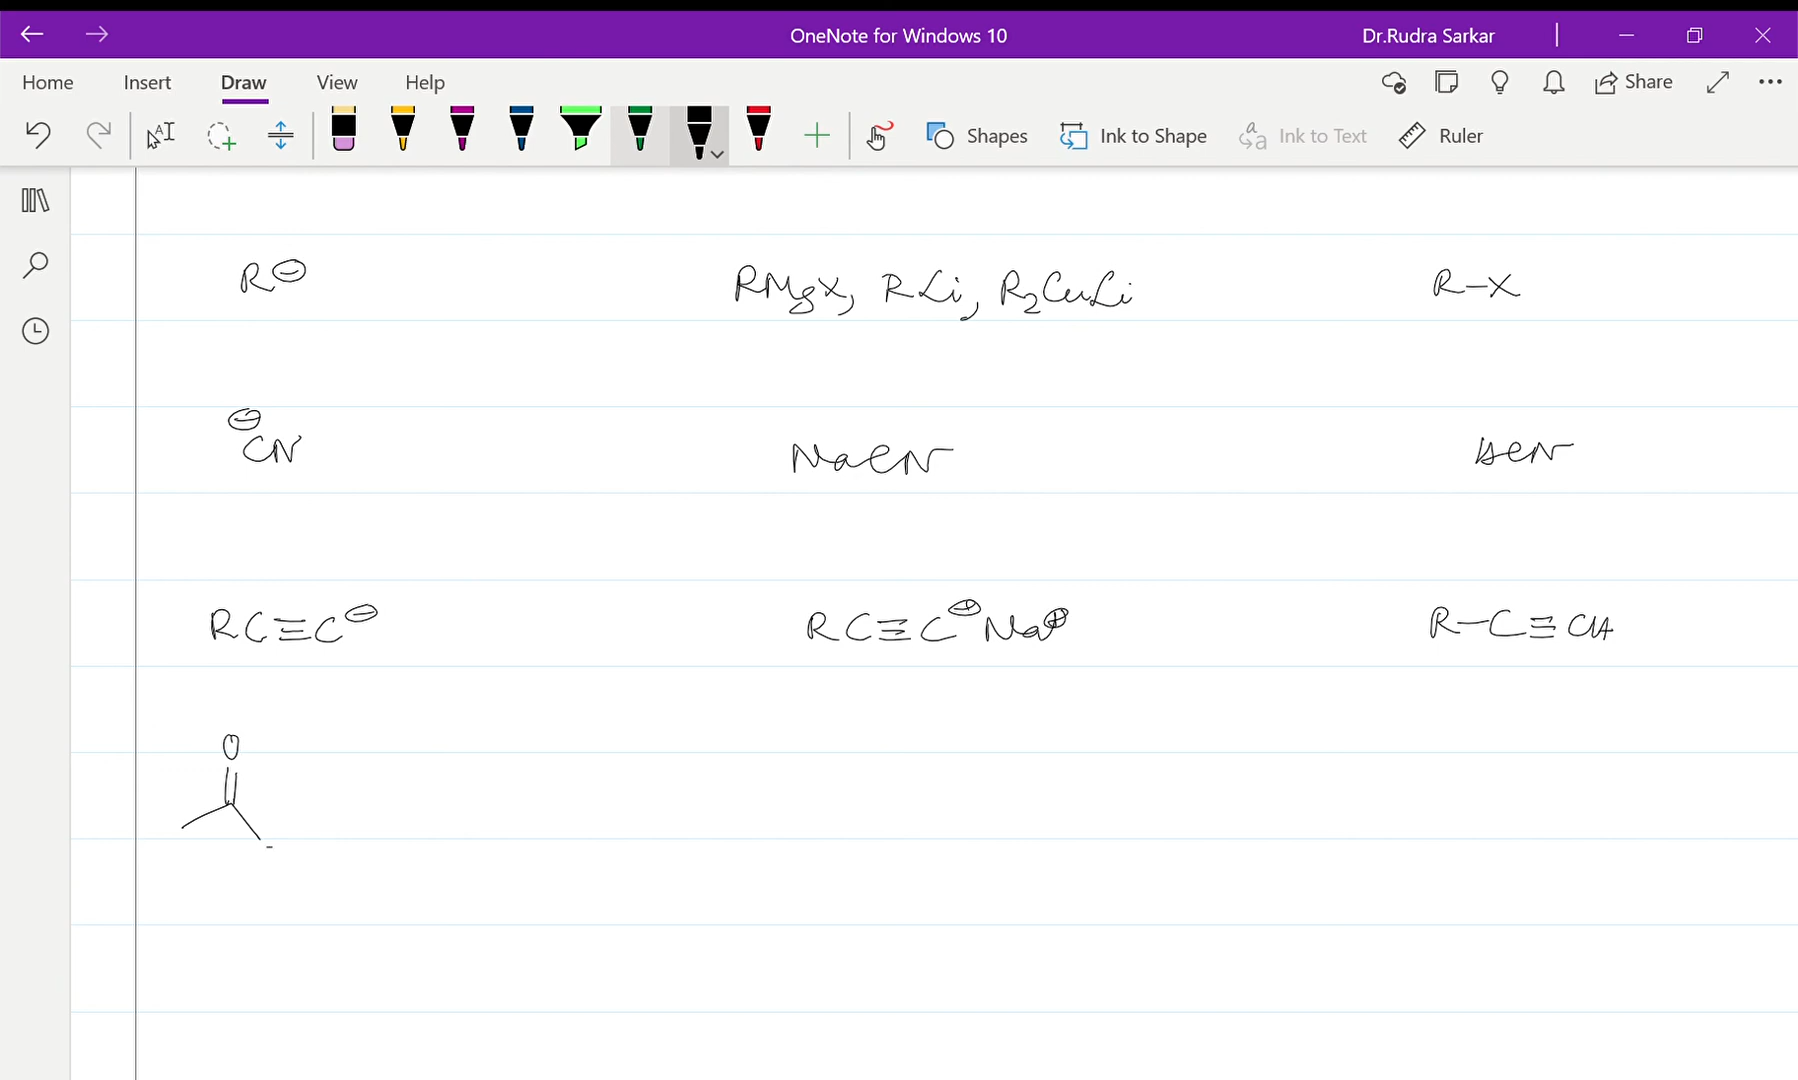 OneNote for Windows 10
Dr.Rudra Sarkar
Home Insert Draw View Help
Share
Shapes Ink to Shape Ink to Text Ruler
R⊖ RMgX, RLi, R₂CuLi R–X
⊖
CN NaCN HCN
RC≡C⊖ RC≡C⊖Na⊕ R–C≡CH
O
-